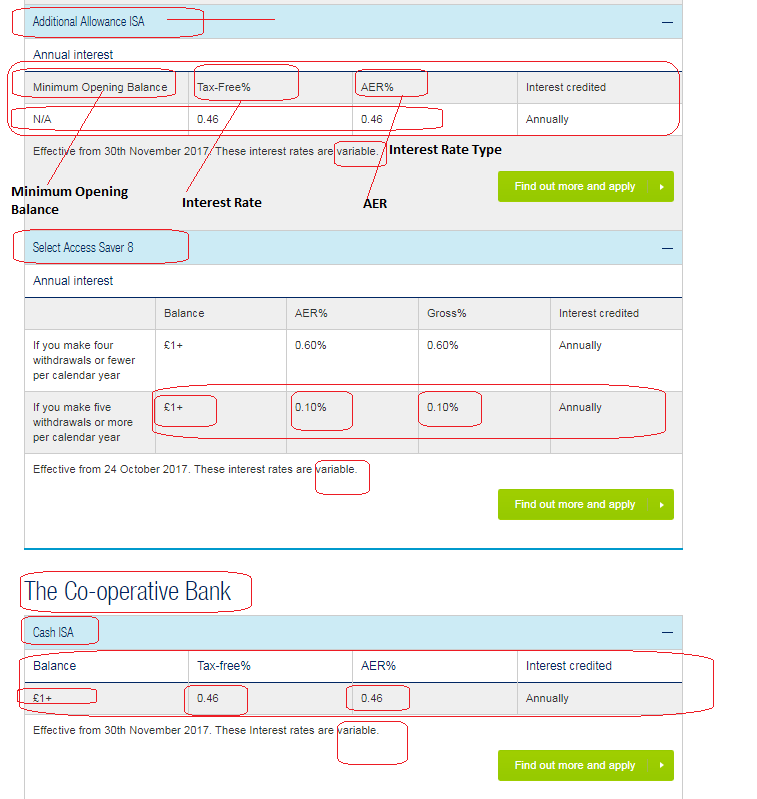 Additional Allowance ISA
Annual interest
Minimum Opening Balance Tax-Free% AER% Interest credited
N/A 0.46 0.46 Annually
Effective from 30th November 2017. These interest rates are variable. Interest Rate Type
Find out more and apply
Minimum Opening
Balance
Interest Rate
AER
Select Access Saver 8
Annual interest
Balance AER% Gross% Interest credited
If you make four
withdrawals or fewer
per calendar year
£1+ 0.60% 0.60% Annually
If you make five
withdrawals or more
per calendar year
£1+ 0.10% 0.10% Annually
Effective from 24 October 2017. These interest rates are variable.
Find out more and apply
The Co-operative Bank
Cash ISA
Balance Tax-free% AER% Interest credited
£1+ 0.46 0.46 Annually
Effective from 30th November 2017. These Interest rates are variable.
Find out more and apply